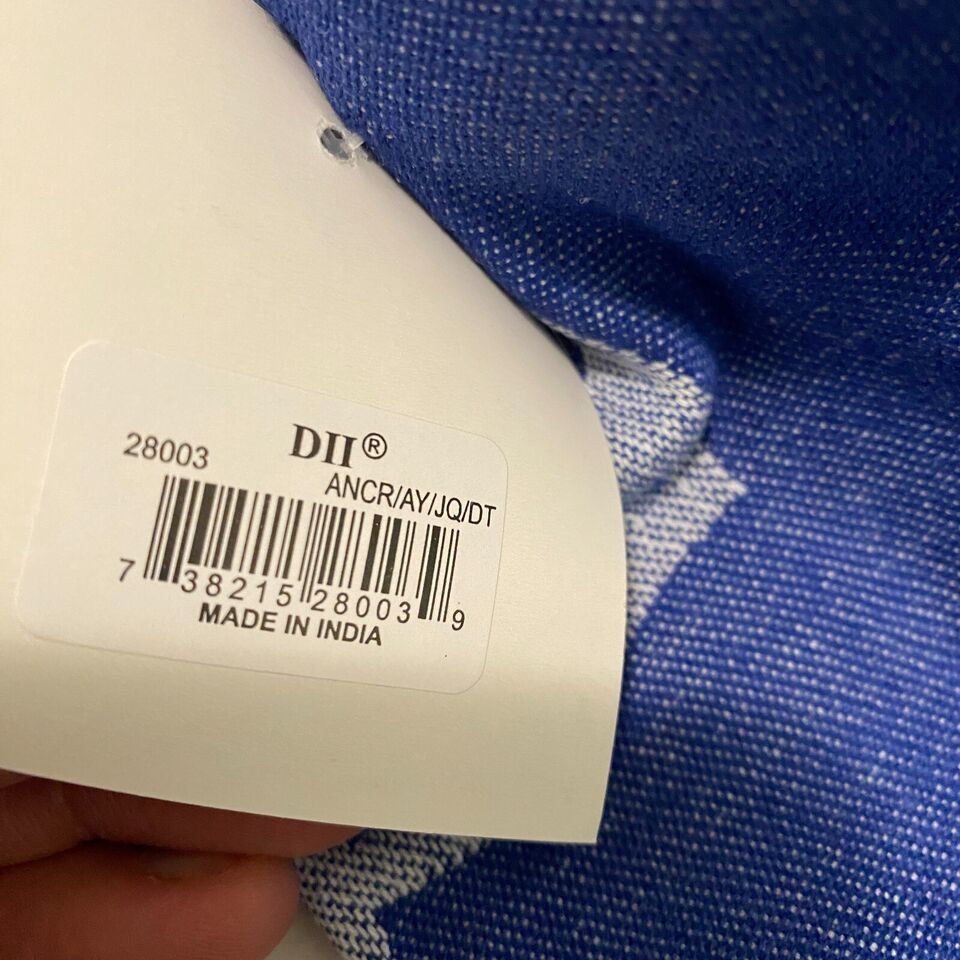 DII®
28003
ANCR/AY/JQ/DT
7 38215 28003 9
MADE IN INDIA